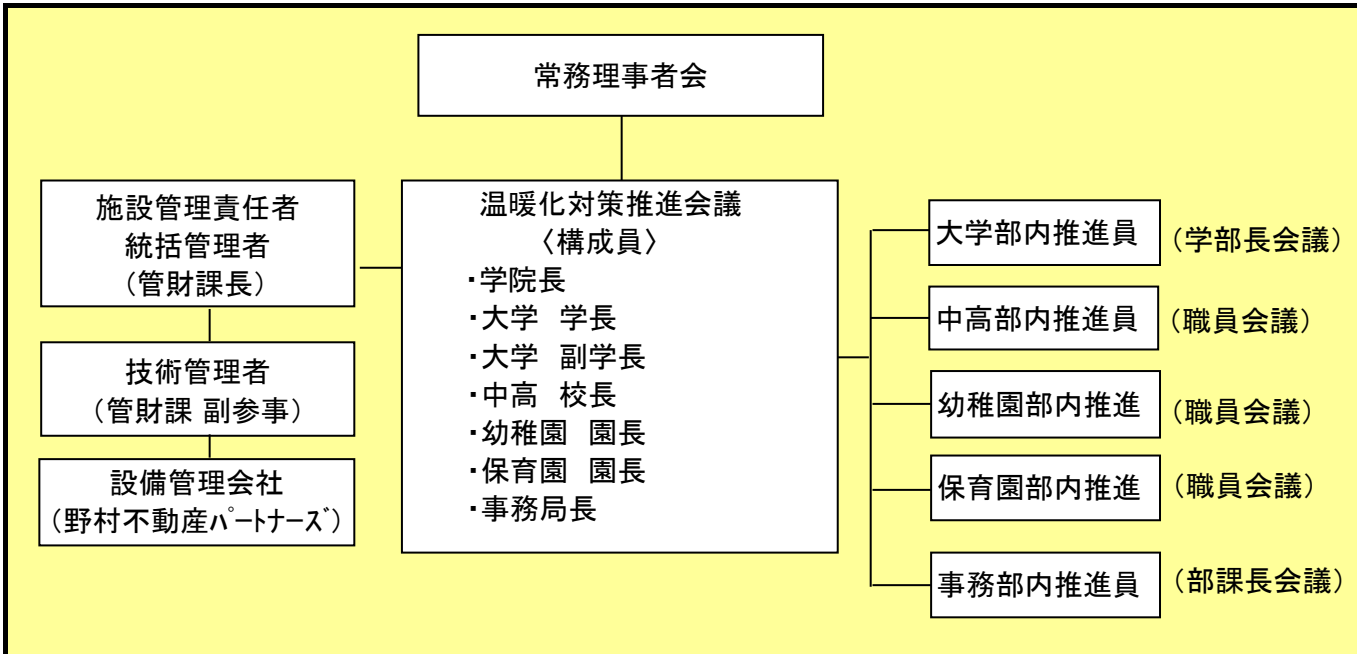 常務理事者会
施設管理責任者
統括管理者
(管財課長)
技術管理者
(管財課 副参事)
設備管理会社
(野村不動産ﾊﾟｰﾄﾅｰｽﾞ)
温暖化対策推進会議
〈構成員〉
・学院長
・大学　学長
・大学　副学長
・中高　校長
・幼稚園　園長
・保育園　園長
・事務局長
大学部内推進員 (学部長会議)
中高部内推進員 (職員会議)
幼稚園部内推進 (職員会議)
保育園部内推進 (職員会議)
事務部内推進員 (部課長会議)